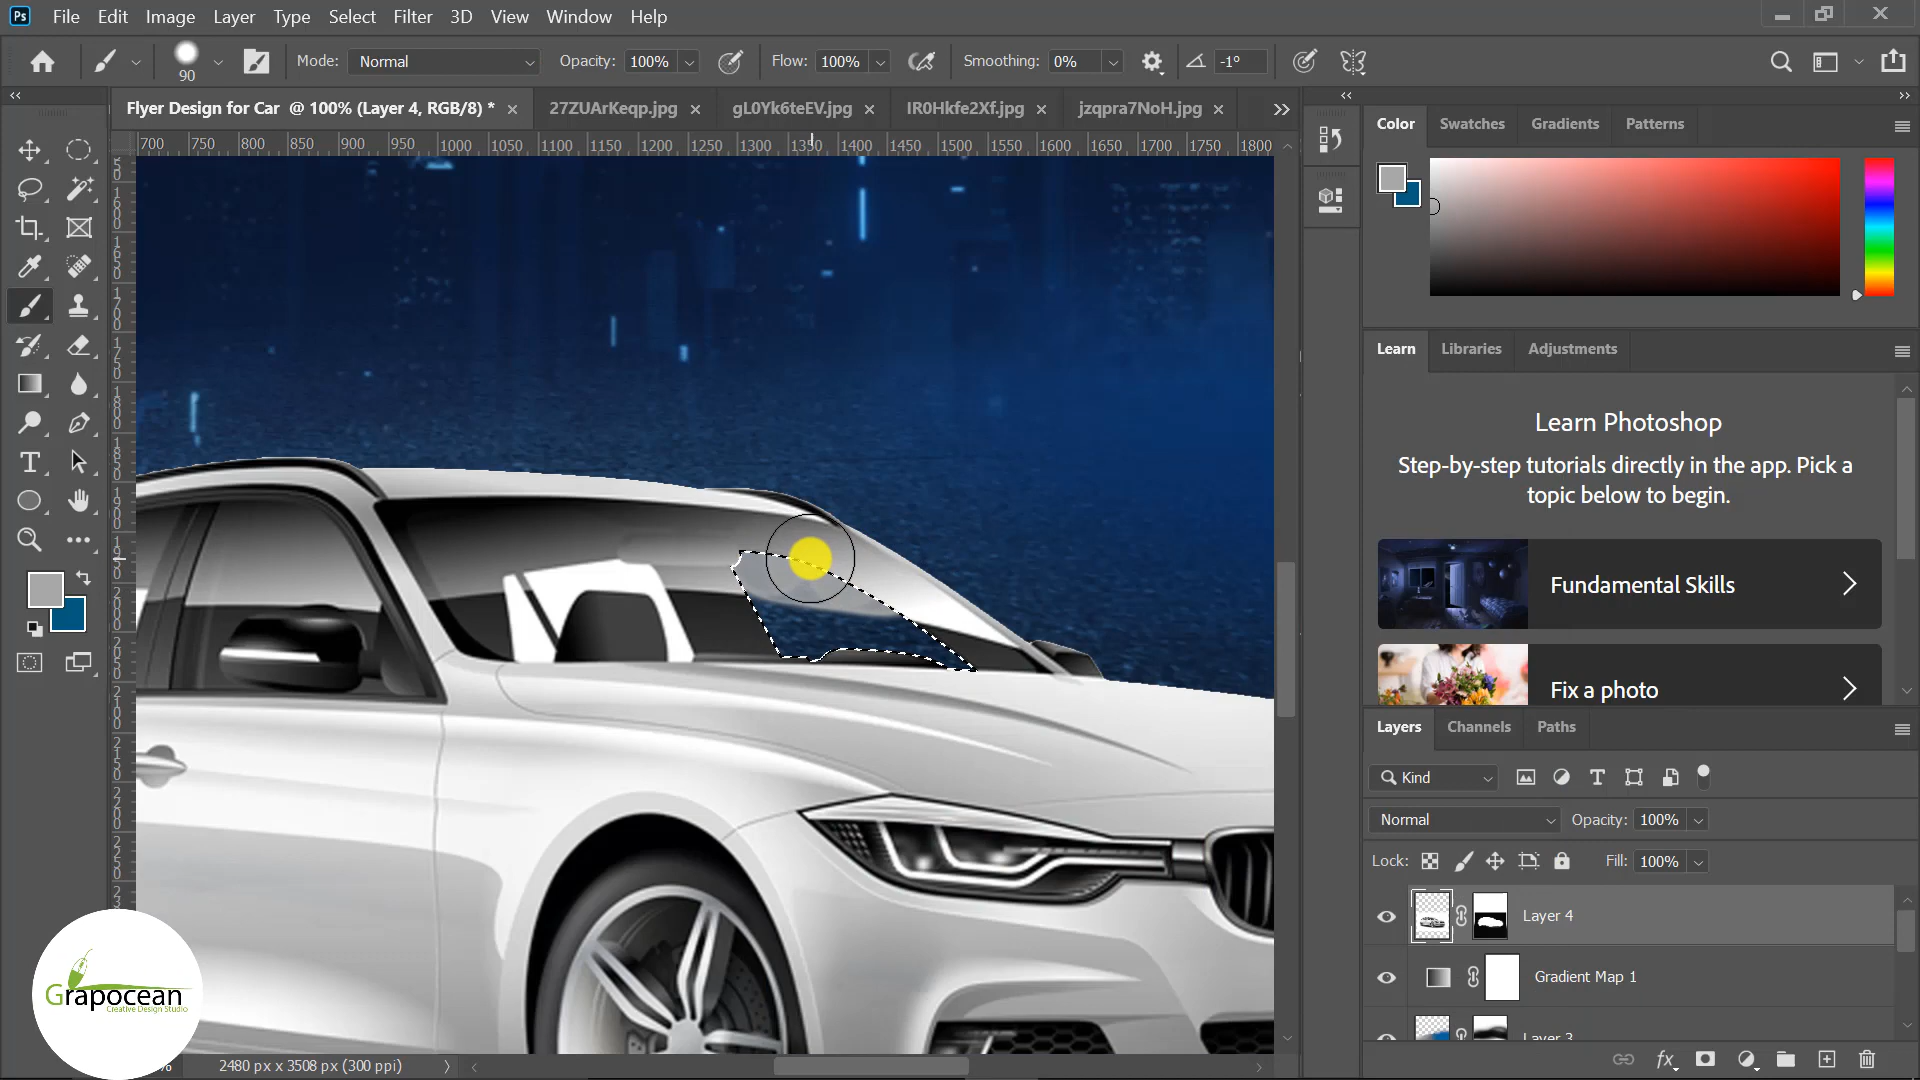 Ps File Edit Image Layer Type Select Filter 3D View Window Help
90 Mode: Normal Opacity: 100% Flow: 100% Smoothing: 0% -1°
Flyer Design for Car @ 100% (Layer 4, RGB/8) * 27ZUArKeqp.jpg gL0Yk6teEV.jpg IR0Hkfe2Xf.jpg jzqpra7NoH.jpg
700 750 800 850 900 950 1000 1050 1100 1150 1200 1250 1300 1350 1400 1450 1500 1550 1600 1650 1700 1750 1800
Color Swatches Gradients Patterns
Learn Libraries Adjustments
Learn Photoshop
Step-by-step tutorials directly in the app. Pick a
topic below to begin.
Fundamental Skills
Fix a photo
Layers Channels Paths
Kind
Normal Opacity: 100%
Lock: Fill: 100%
Layer 4
Gradient Map 1
Layer 3
Grapocean
Creative Design Studio
% 2480 px x 3508 px (300 ppi)
fx